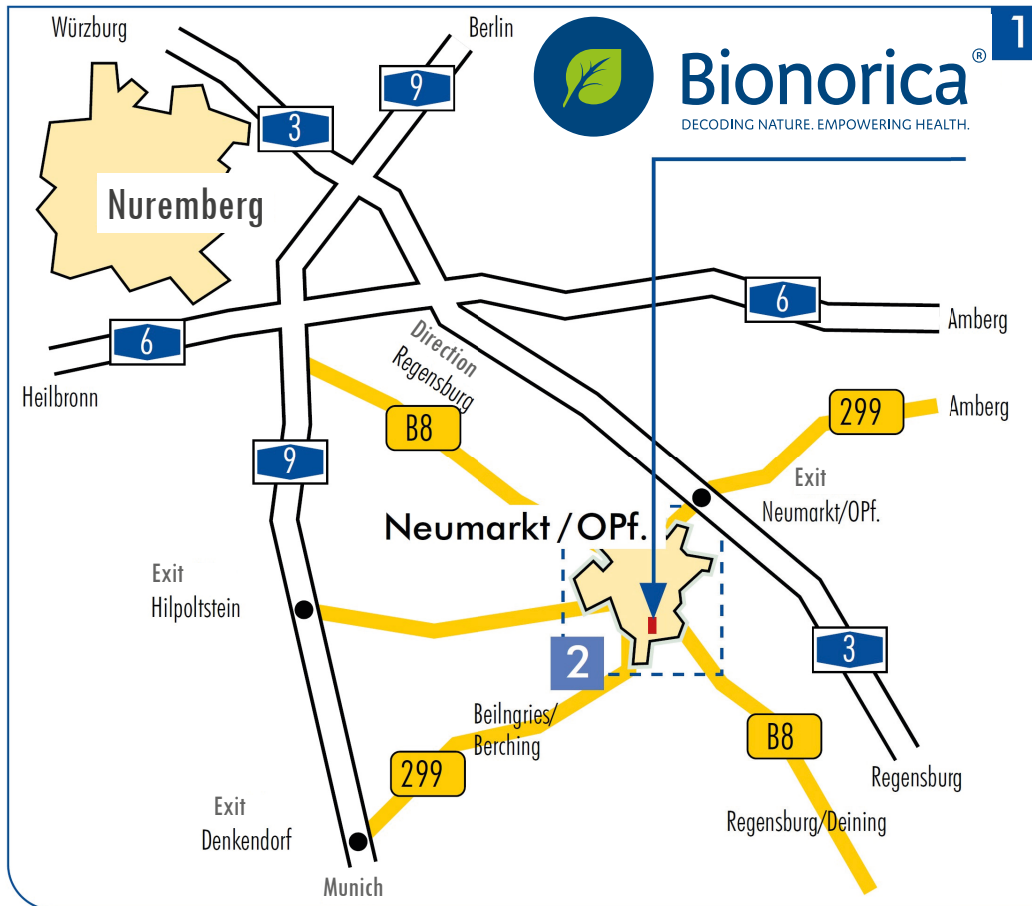 1
Würzburg
Berlin
9
3
Bionorica®
DECODING NATURE. EMPOWERING HEALTH.
Nuremberg
6
6
Amberg
Direction
Regensburg
Heilbronn
B8
299
Amberg
9
Exit
Neumarkt/OPf.
Neumarkt/OPf.
Exit
Hilpoltstein
2
3
Beilngries/
Berching
B8
299
Regensburg
Exit
Denkendorf
Regensburg/Deining
Munich